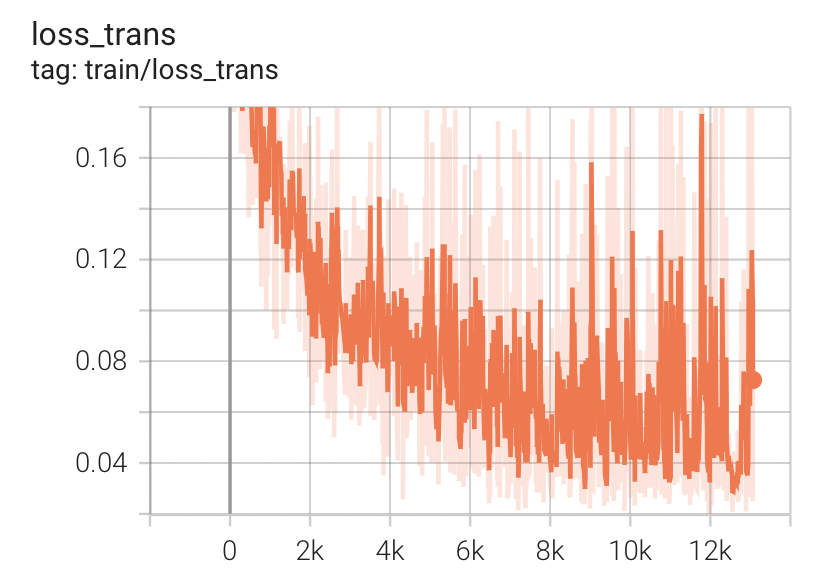 loss_trans
tag: train/loss_trans
0.16
0.12
0.08
0.04
0 2k 4k 6k 8k 10k 12k